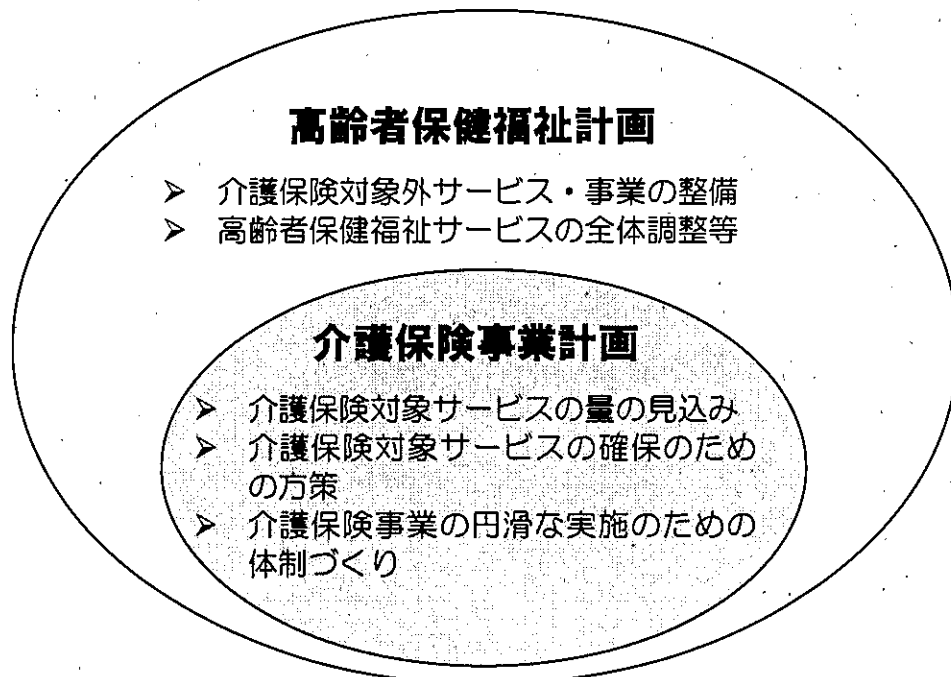 高齢者保健福祉計画
➢ 介護保険対象外サービス・事業の整備
➢ 高齢者保健福祉サービスの全体調整等
介護保険事業計画
➢ 介護保険対象サービスの量の見込み
➢ 介護保険対象サービスの確保のため
の方策
➢ 介護保険事業の円滑な実施のための
体制づくり